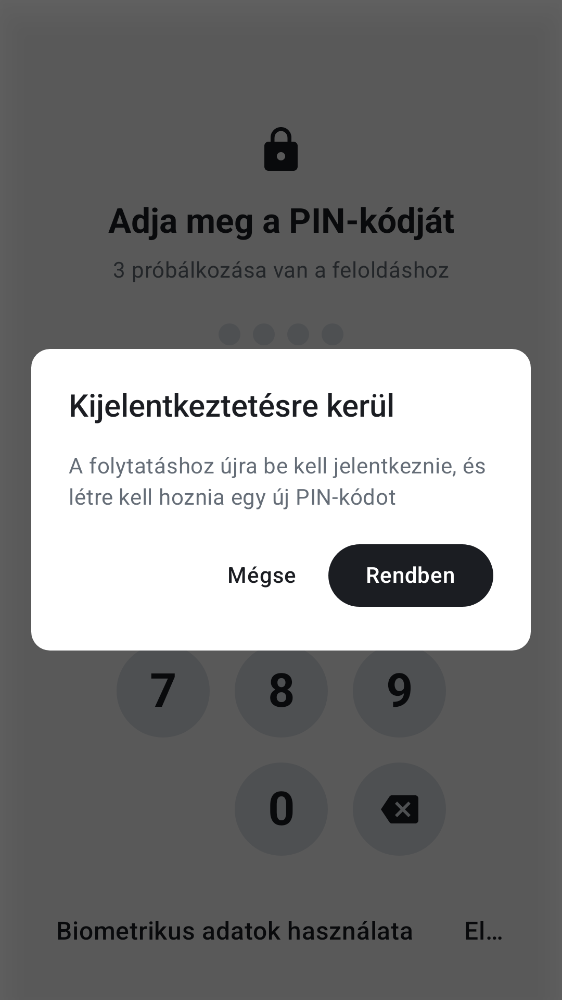 Adja meg a PIN-kódját
3 próbálkozása van a feloldáshoz
Kijelentkeztetésre kerül
A folytatáshoz újra be kell jelentkeznie, és
létre kell hoznia egy új PIN-kódot
Mégse
Rendben
7 8 9
0
Biometrikus adatok használata
El…